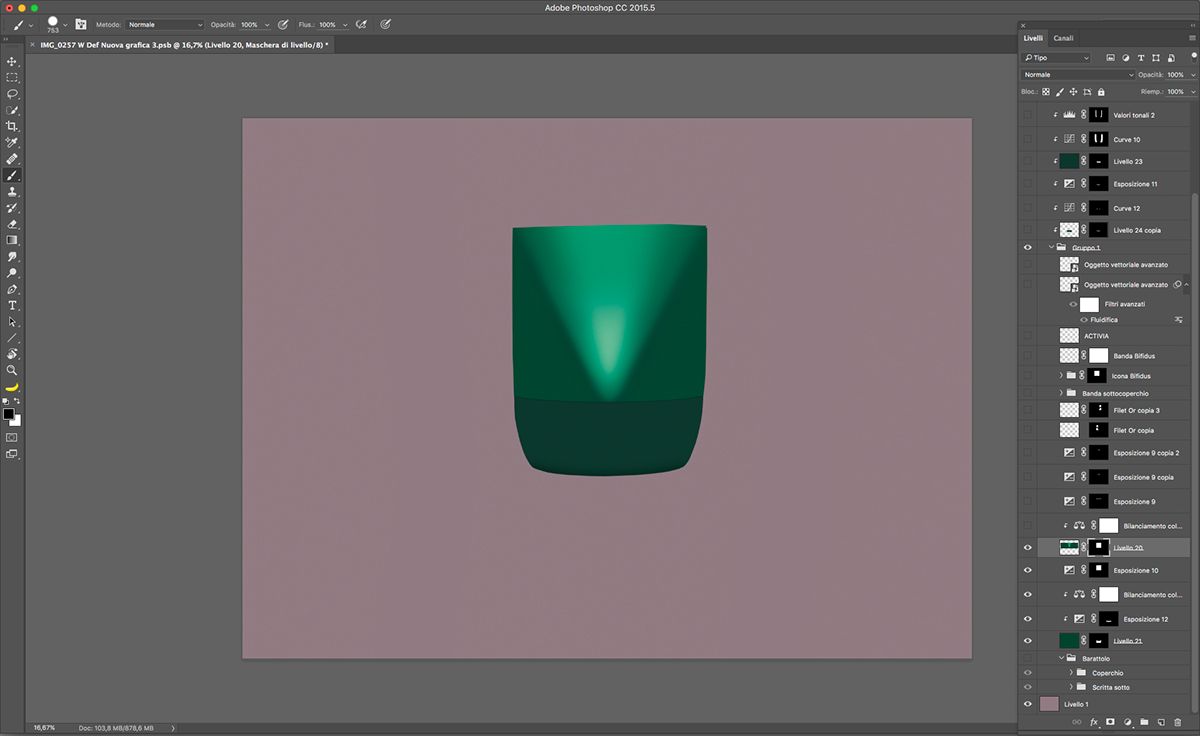 Adobe Photoshop CC 2015.5
753
Metodo: Normale Opacità: 100% Flus.: 100%
IMG_0257 W Def Nuova grafica 3.psb @ 16,7% (Livello 20, Maschera di livello/8) *
Livelli Canali
Tipo
Normale Opacità: 100%
Bloc.: Riemp.: 100%
Valori tonali 2
Curve 10
Livello 23
Esposizione 11
Curve 12
Livello 24 copia
Gruppo 1
Oggetto vettoriale avanzato
Oggetto vettoriale avanzato
Filtri avanzati
Fluidifica
ACTIVIA
Banda Bifidus
Icona Bifidus
Banda sottocoperchio
Filet Or copia 3
Filet Or copia
Esposizione 9 copia 2
Esposizione 9 copia
Esposizione 9
Bilanciamento col...
Livello 20
Esposizione 10
Bilanciamento col...
Esposizione 12
Livello 21
Barattolo
Coperchio
Scritta sotto
Livello 1
fx
16,67% Doc: 103,8 MB/878,6 MB